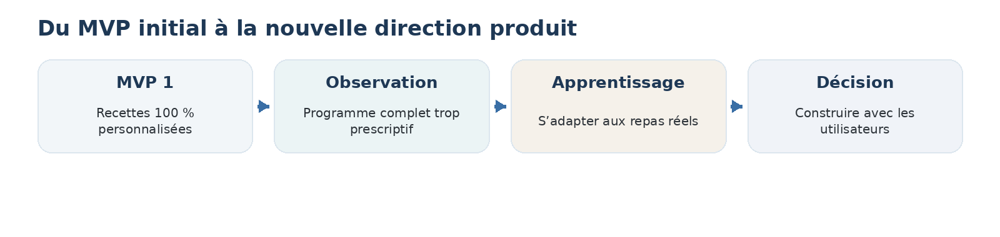 Du MVP initial à la nouvelle direction produit
MVP 1
Recettes 100 %
personnalisées
Observation
Programme complet trop
prescriptif
Apprentissage
S’adapter aux repas réels
Décision
Construire avec les
utilisateurs